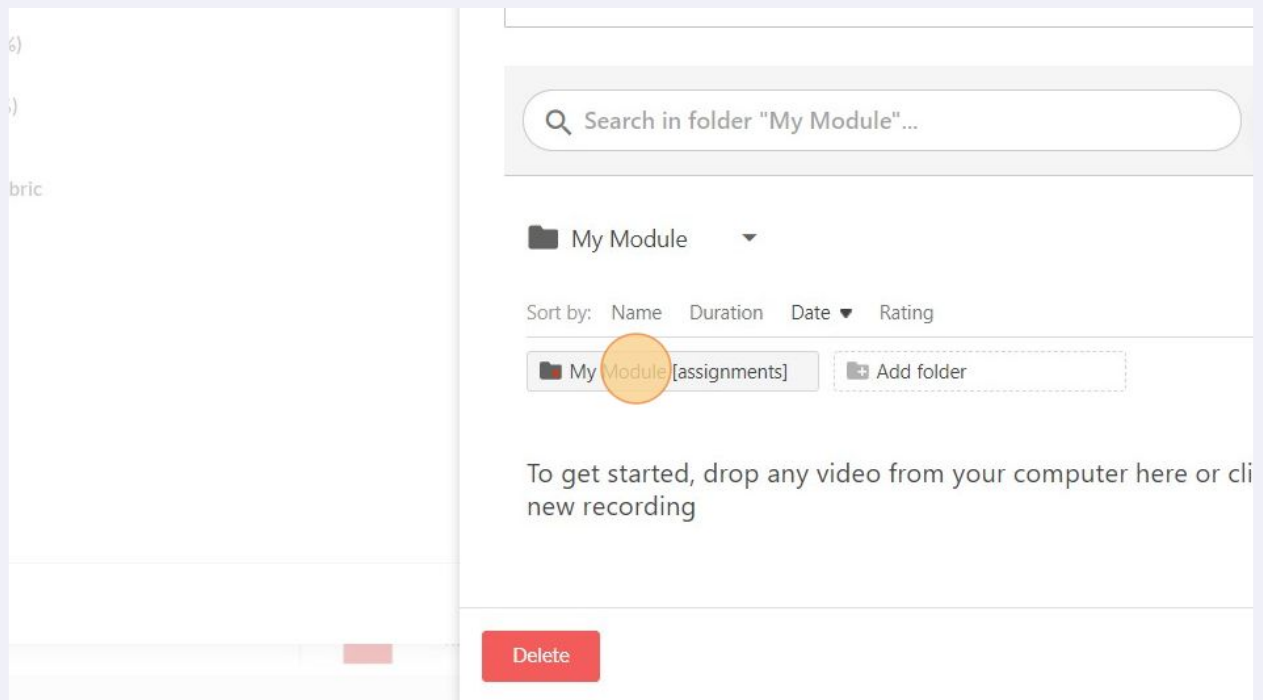 %)
%)
bric
Search in folder "My Module"...
My Module
Sort by: Name Duration Date Rating
My Module [assignments] Add folder
To get started, drop any video from your computer here or cli
new recording
Delete